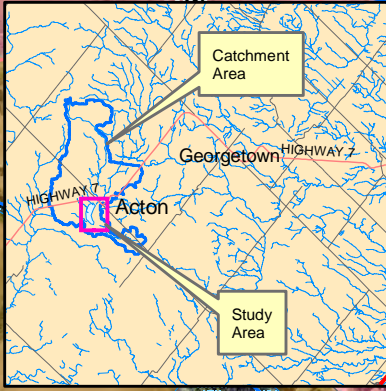 Catchment
Area
Georgetown
HIGHWAY 7
HIGHWAY 7
Acton
Study
Area